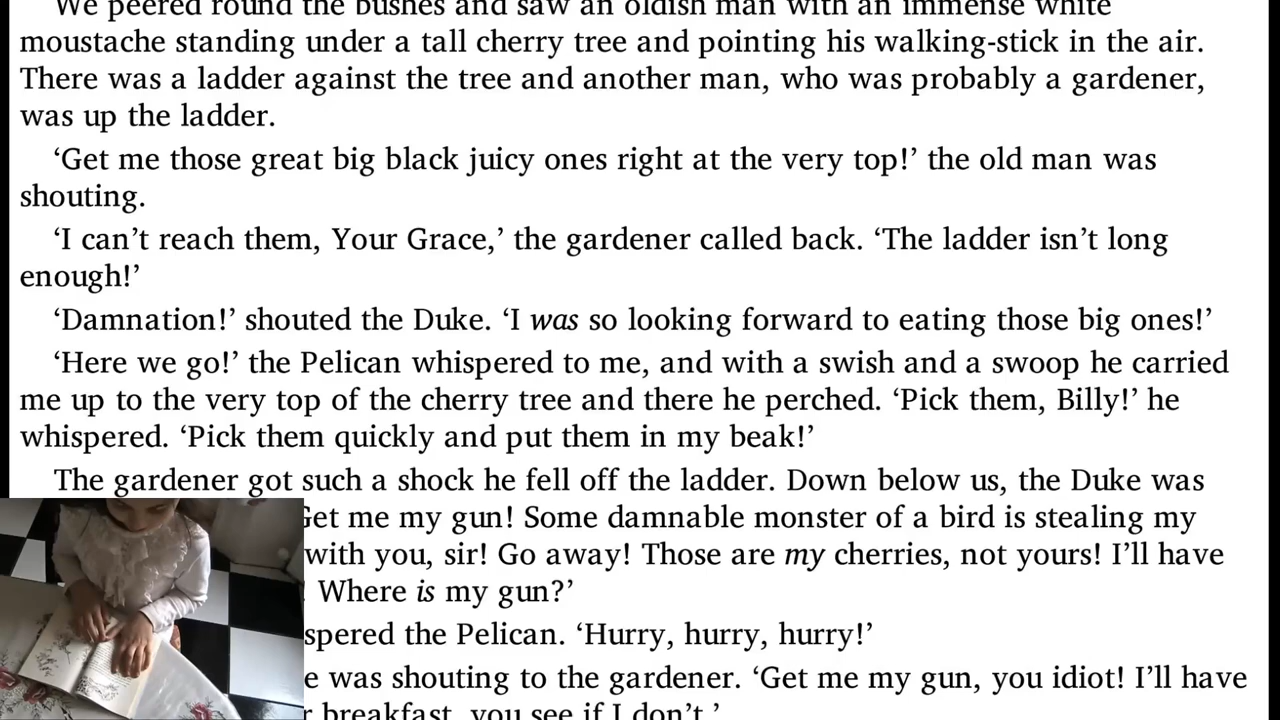 We peered round the bushes and saw an oldish man with an immense white
moustache standing under a tall cherry tree and pointing his walking-stick in the air.
There was a ladder against the tree and another man, who was probably a gardener,
was up the ladder.
‘Get me those great big black juicy ones right at the very top!’ the old man was
shouting.
‘I can’t reach them, Your Grace,’ the gardener called back. ‘The ladder isn’t long
enough!’
‘Damnation!’ shouted the Duke. ‘I was so looking forward to eating those big ones!’
‘Here we go!’ the Pelican whispered to me, and with a swish and a swoop he carried
me up to the very top of the cherry tree and there he perched. ‘Pick them, Billy!’ he
whispered. ‘Pick them quickly and put them in my beak!’
The gardener got such a shock he fell off the ladder. Down below us, the Duke was
Get me my gun! Some damnable monster of a bird is stealing my
with you, sir! Go away! Those are my cherries, not yours! I’ll have
! Where is my gun?’
spered the Pelican. ‘Hurry, hurry, hurry!’
e was shouting to the gardener. ‘Get me my gun, you idiot! I’ll have
r breakfast, you see if I don’t.’